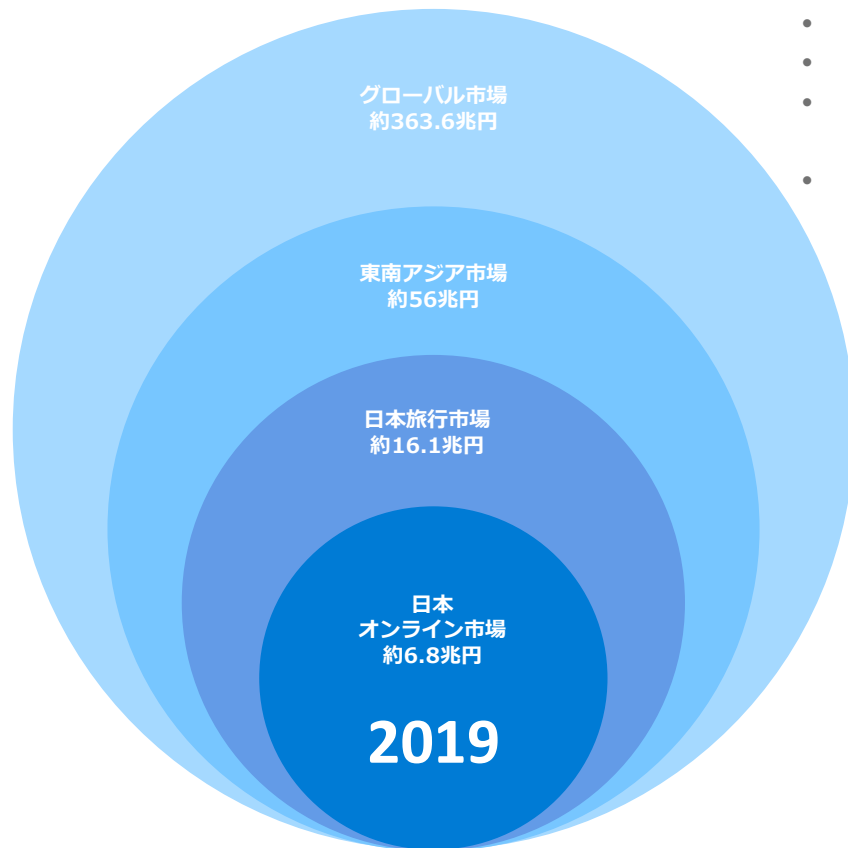 グローバル市場
約363.6兆円
東南アジア市場
約56兆円
日本旅行市場
約16.1兆円
日本
オンライン市場
約6.8兆円
2019